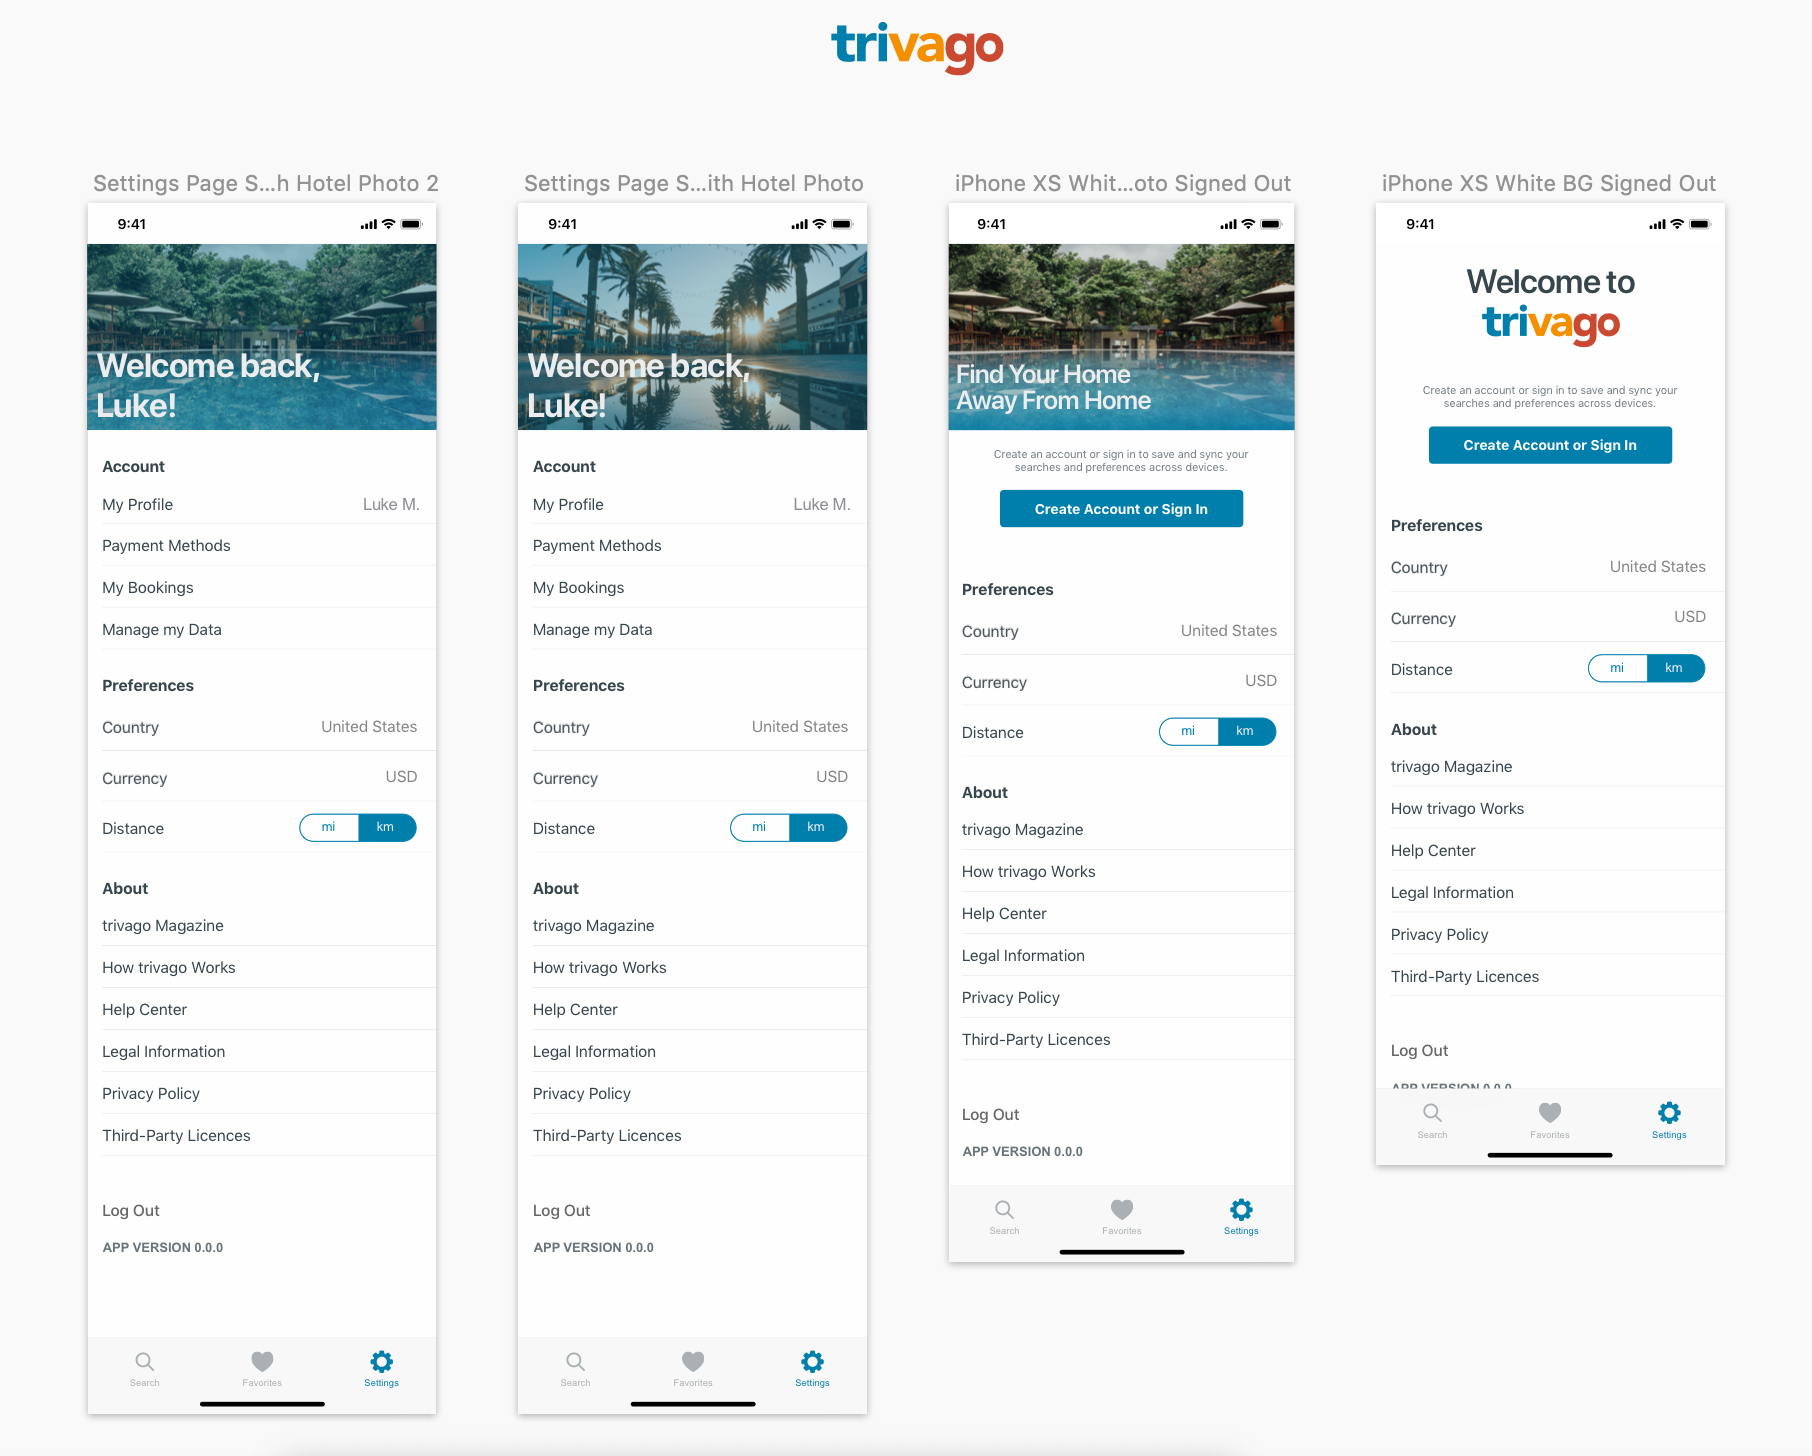 trivago
Settings Page S...h Hotel Photo 2
9:41
Welcome back,
Luke!
Account
My Profile Luke M.
Payment Methods
My Bookings
Manage my Data
Preferences
Country United States
Currency USD
Distance mi km
About
trivago Magazine
How trivago Works
Help Center
Legal Information
Privacy Policy
Third-Party Licences
Log Out
APP VERSION 0.0.0
Search Favorites Settings
Settings Page S...ith Hotel Photo
9:41
Welcome back,
Luke!
Account
My Profile Luke M.
Payment Methods
My Bookings
Manage my Data
Preferences
Country United States
Currency USD
Distance mi km
About
trivago Magazine
How trivago Works
Help Center
Legal Information
Privacy Policy
Third-Party Licences
Log Out
APP VERSION 0.0.0
Search Favorites Settings
iPhone XS Whit...oto Signed Out
9:41
Find Your Home
Away From Home
Create an account or sign in to save and sync your
searches and preferences across devices.
Create Account or Sign In
Preferences
Country United States
Currency USD
Distance mi km
About
trivago Magazine
How trivago Works
Help Center
Legal Information
Privacy Policy
Third-Party Licences
Log Out
APP VERSION 0.0.0
Search Favorites Settings
iPhone XS White BG Signed Out
9:41
Welcome to
trivago
Create an account or sign in to save and sync your
searches and preferences across devices.
Create Account or Sign In
Preferences
Country United States
Currency USD
Distance mi km
About
trivago Magazine
How trivago Works
Help Center
Legal Information
Privacy Policy
Third-Party Licences
Log Out
APP VERSION 0.0.0
Search Favorites Settings